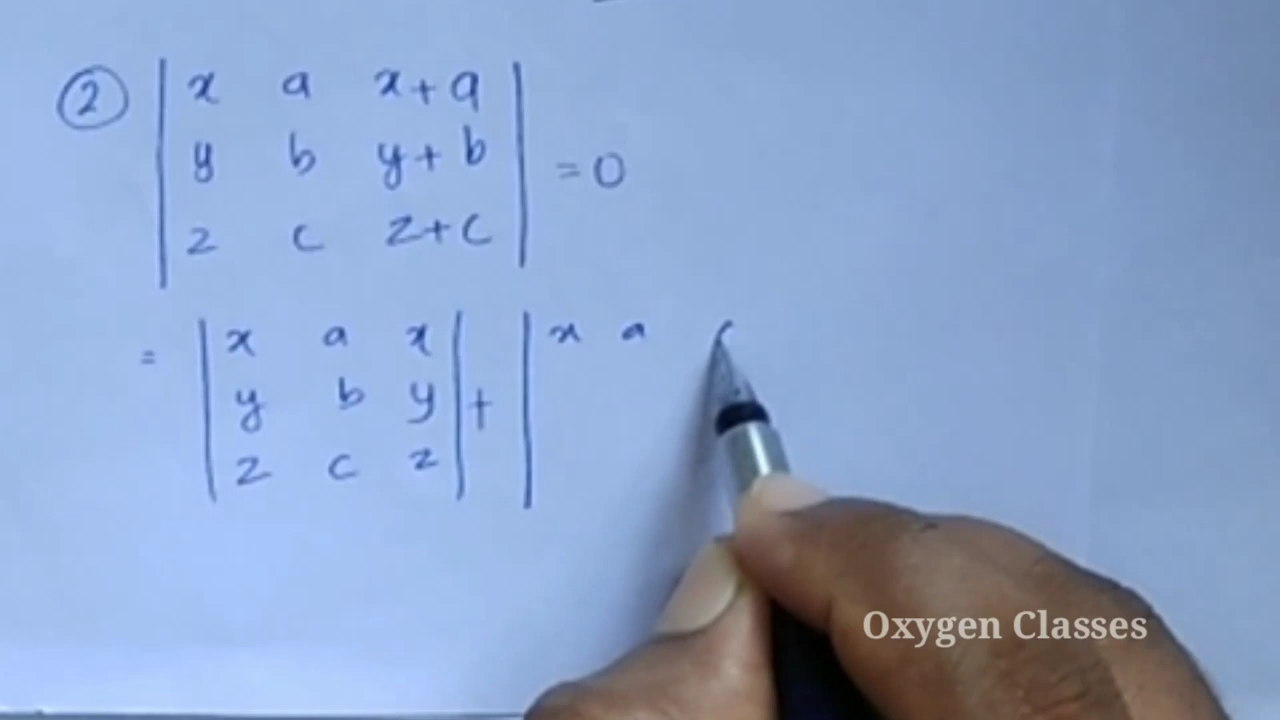 ② | x a x+a |
| y b y+b | = 0
| z c z+c |
= | x a x | + | x a
| y b y |
| z c z |
Oxygen Classes